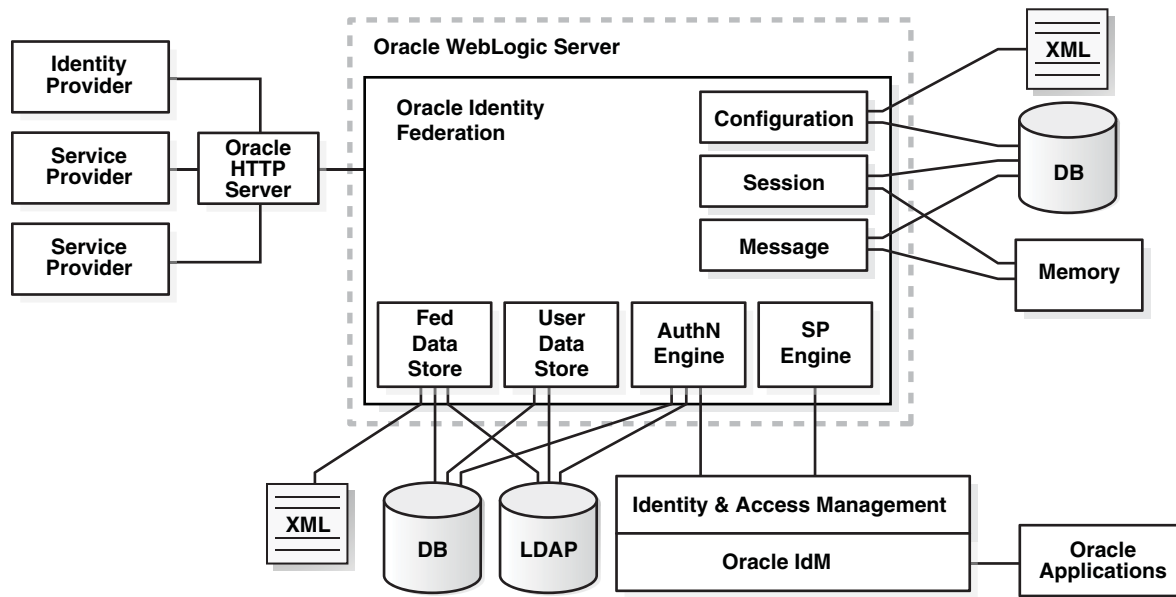 Identity
Provider
Service
Provider
Service
Provider
Oracle
HTTP
Server
Oracle WebLogic Server
Oracle Identity
Federation
Configuration
Session
Message
XML
DB
Memory
Fed
Data
Store
User
Data
Store
AuthN
Engine
SP
Engine
XML
DB
LDAP
Identity & Access Management
Oracle IdM
Oracle
Applications